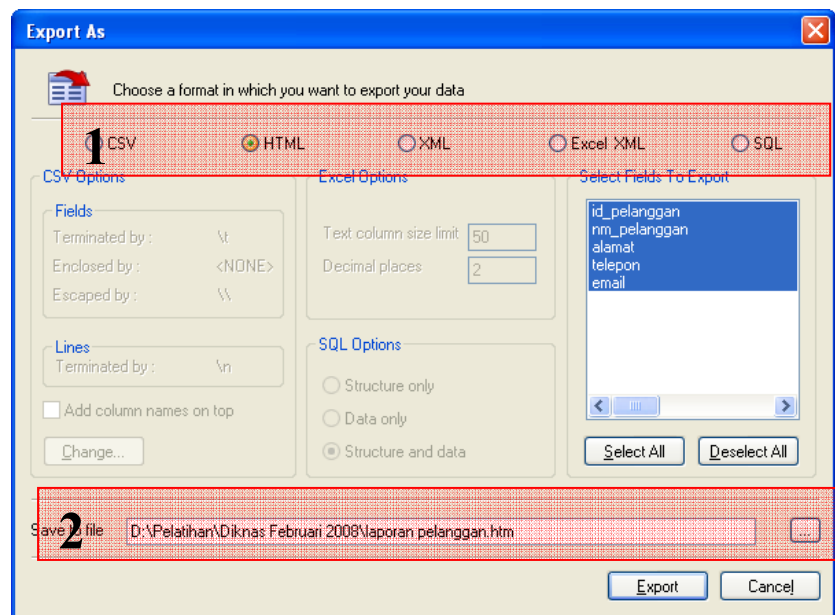 Export As
Choose a format in which you want to export your data
1
CSV HTML XML Excel XML SQL
CSV Options
Fields
Terminated by : \t
Enclosed by : <NONE>
Escaped by : \\
Lines
Terminated by : \n
Add column names on top
Change...
Excel Options
Text column size limit 50
Decimal places 2
SQL Options
Structure only
Data only
Structure and data
Select Fields To Export
id_pelanggan
nm_pelanggan
alamat
telepon
email
Select All Deselect All
2
Save to file D:\Pelatihan\Diknas Februari 2008\laporan pelanggan.htm ...
Export Cancel